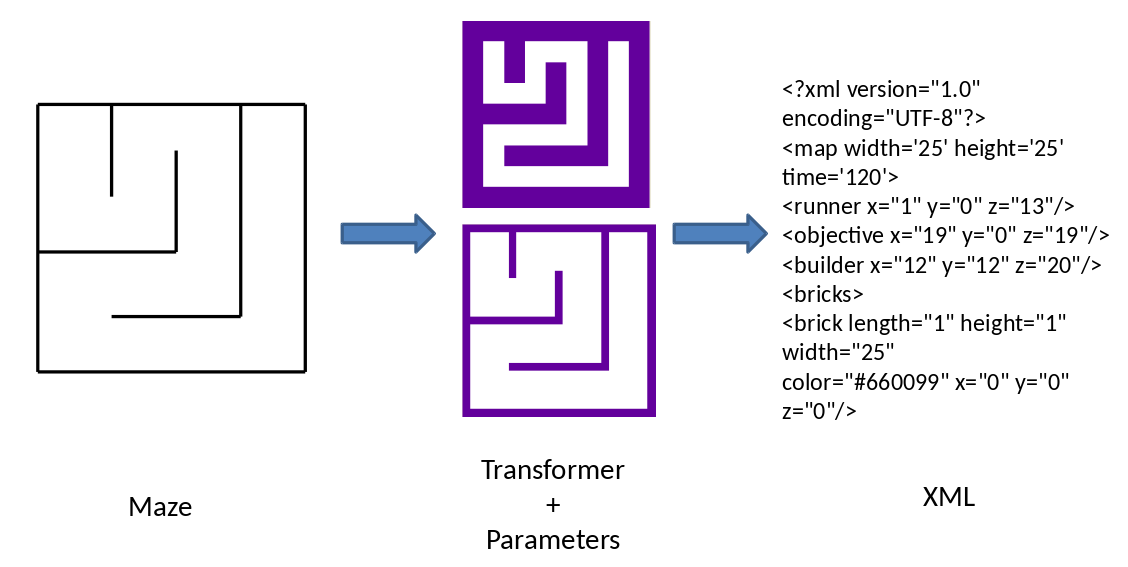 <?xml version="1.0"
encoding="UTF-8"?>
<map width='25' height='25'
time='120'>
<runner x="1" y="0" z="13"/>
<objective x="19" y="0" z="19"/>
<builder x="12" y="12" z="20"/>
<bricks>
<brick length="1" height="1"
width="25"
color="#660099" x="0" y="0"
z="0"/>
Maze
Transformer
+
Parameters
XML